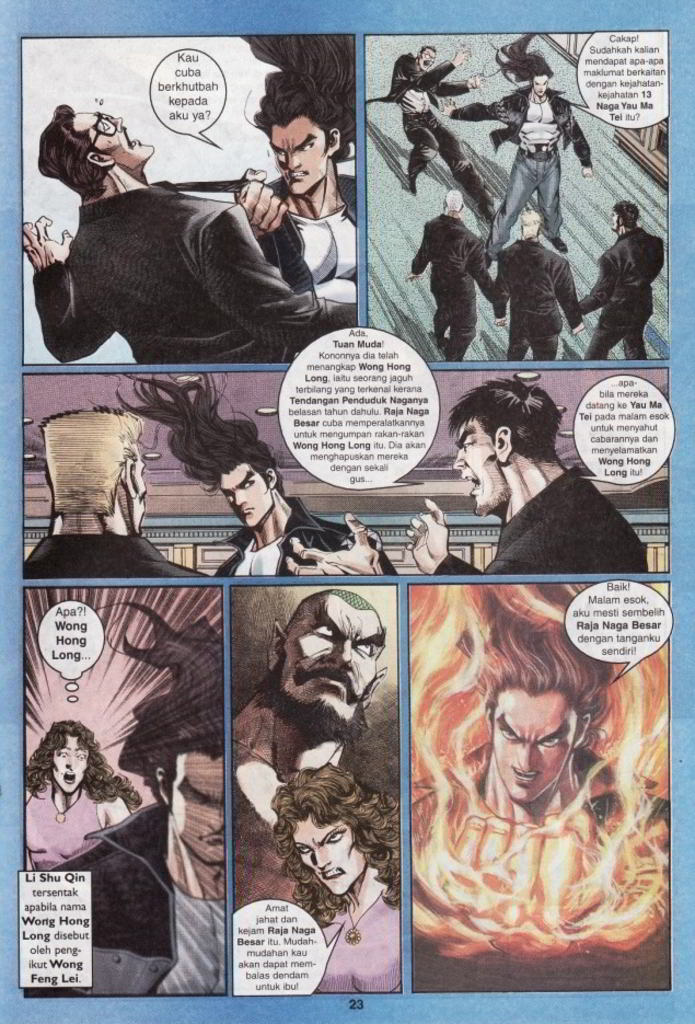 Kau
cuba
berkhutbah
kepada
aku ya?
Cakap!
Sudahkah kalian
mendapat apa-apa
maklumat berkaitan
dengan kejahatan-
kejahatan 13
Naga Yau Ma
Tei itu?
Ada,
Tuan Muda!
Kononnya dia telah
menangkap Wong Hong
Long, iaitu seorang jaguh
terbilang yang terkenal kerana
Tendangan Penduduk Naganya
belasan tahun dahulu. Raja Naga
Besar cuba memperalatkannya
untuk mengumpan rakan-rakan
Wong Hong Long itu. Dia akan
menghapuskan mereka
dengan sekali
gus...
...apa-
bila mereka
datang ke Yau Ma
Tei pada malam esok
untuk menyahut
cabarannya dan
menyelamatkan
Wong Hong
Long itu!
Apa?!
Wong
Hong
Long...
Li Shu Qin
tersentak
apabila nama
Wong Hong
Long disebut
oleh peng-
ikut Wong
Feng Lei.
Amat
jahat dan
kejam Raja Naga
Besar itu. Mudah-
mudahan kau
akan dapat mem-
balas dendam
untuk ibu!
Baik!
Malam esok,
aku mesti sembelih
Raja Naga Besar
dengan tanganku
sendiri!
23